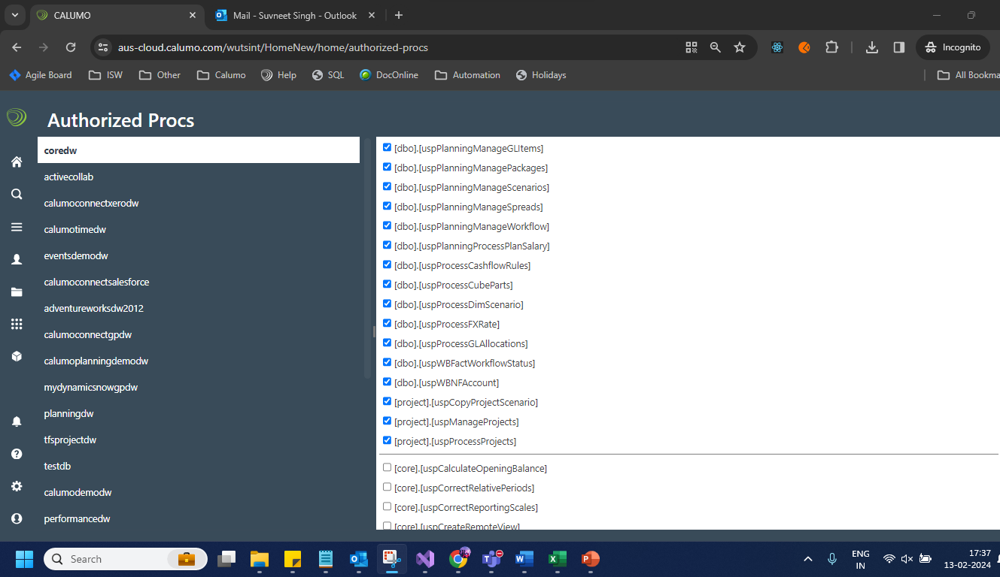 CALUMO
Mail - Suvneet Singh - Outlook
aus-cloud.calumo.com/wutsint/HomeNew/home/authorized-procs
Incognito
Agile Board
ISW
Other
Calumo
Help
SQL
DocOnline
Automation
Holidays
All Bookma
Authorized Procs
coredw
activecollab
calumoconnectxerodw
calumotimedw
eventsdemodw
calumoconnectsalesforce
adventureworksdw2012
calumoconnectgpdw
calumoplanningdemodw
mydynamicsnowgpdw
planningdw
tfsprojectdw
testdb
calumodemodw
performancedw
[dbo].[uspPlanningManageGLItems]
[dbo].[uspPlanningManagePackages]
[dbo].[uspPlanningManageScenarios]
[dbo].[uspPlanningManageSpreads]
[dbo].[uspPlanningManageWorkflow]
[dbo].[uspPlanningProcessPlanSalary]
[dbo].[uspProcessCashflowRules]
[dbo].[uspProcessCubeParts]
[dbo].[uspProcessDimScenario]
[dbo].[uspProcessFXRate]
[dbo].[uspProcessGLAllocations]
[dbo].[uspWBFactWorkflowStatus]
[dbo].[uspWBNFAccount]
[project].[uspCopyProjectScenario]
[project].[uspManageProjects]
[project].[uspProcessProjects]
[core].[uspCalculateOpeningBalance]
[core].[uspCorrectRelativePeriods]
[core].[uspCorrectReportingScales]
[core].[uspCreateRemoteView]
Search
ENG
IN
17:37
13-02-2024